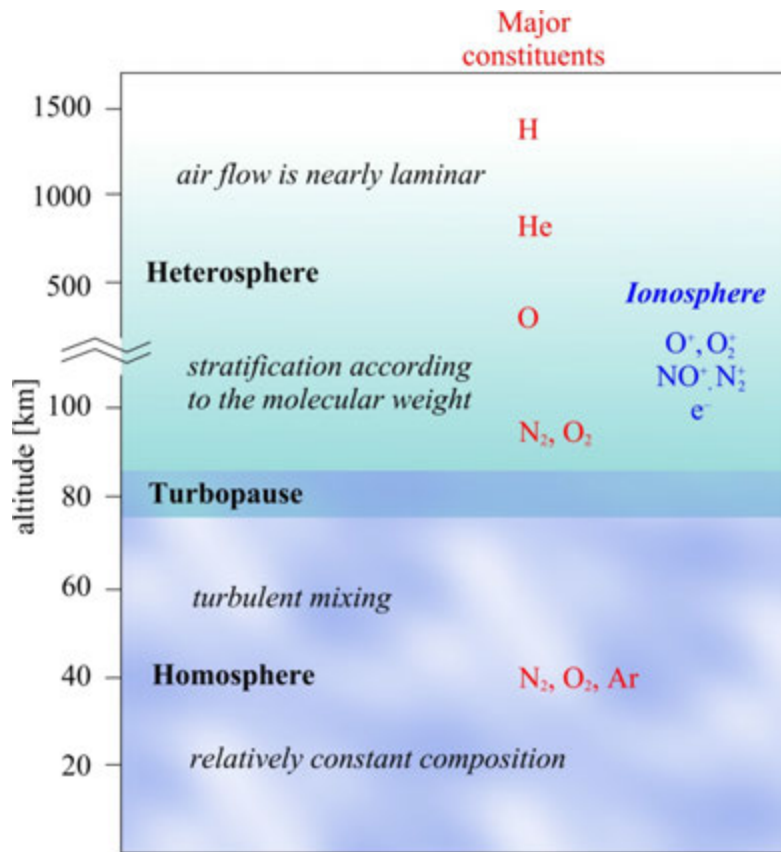 Major
constituents
1500
H
air flow is nearly laminar
1000
He
Heterosphere
500
Ionosphere
O
O⁺, O₂⁺
stratification according
NO⁺, N₂⁺
to the molecular weight
100
e⁻
N₂, O₂
altitude [km]
Turbopause
80
60
turbulent mixing
Homosphere
40
N₂, O₂, Ar
relatively constant composition
20